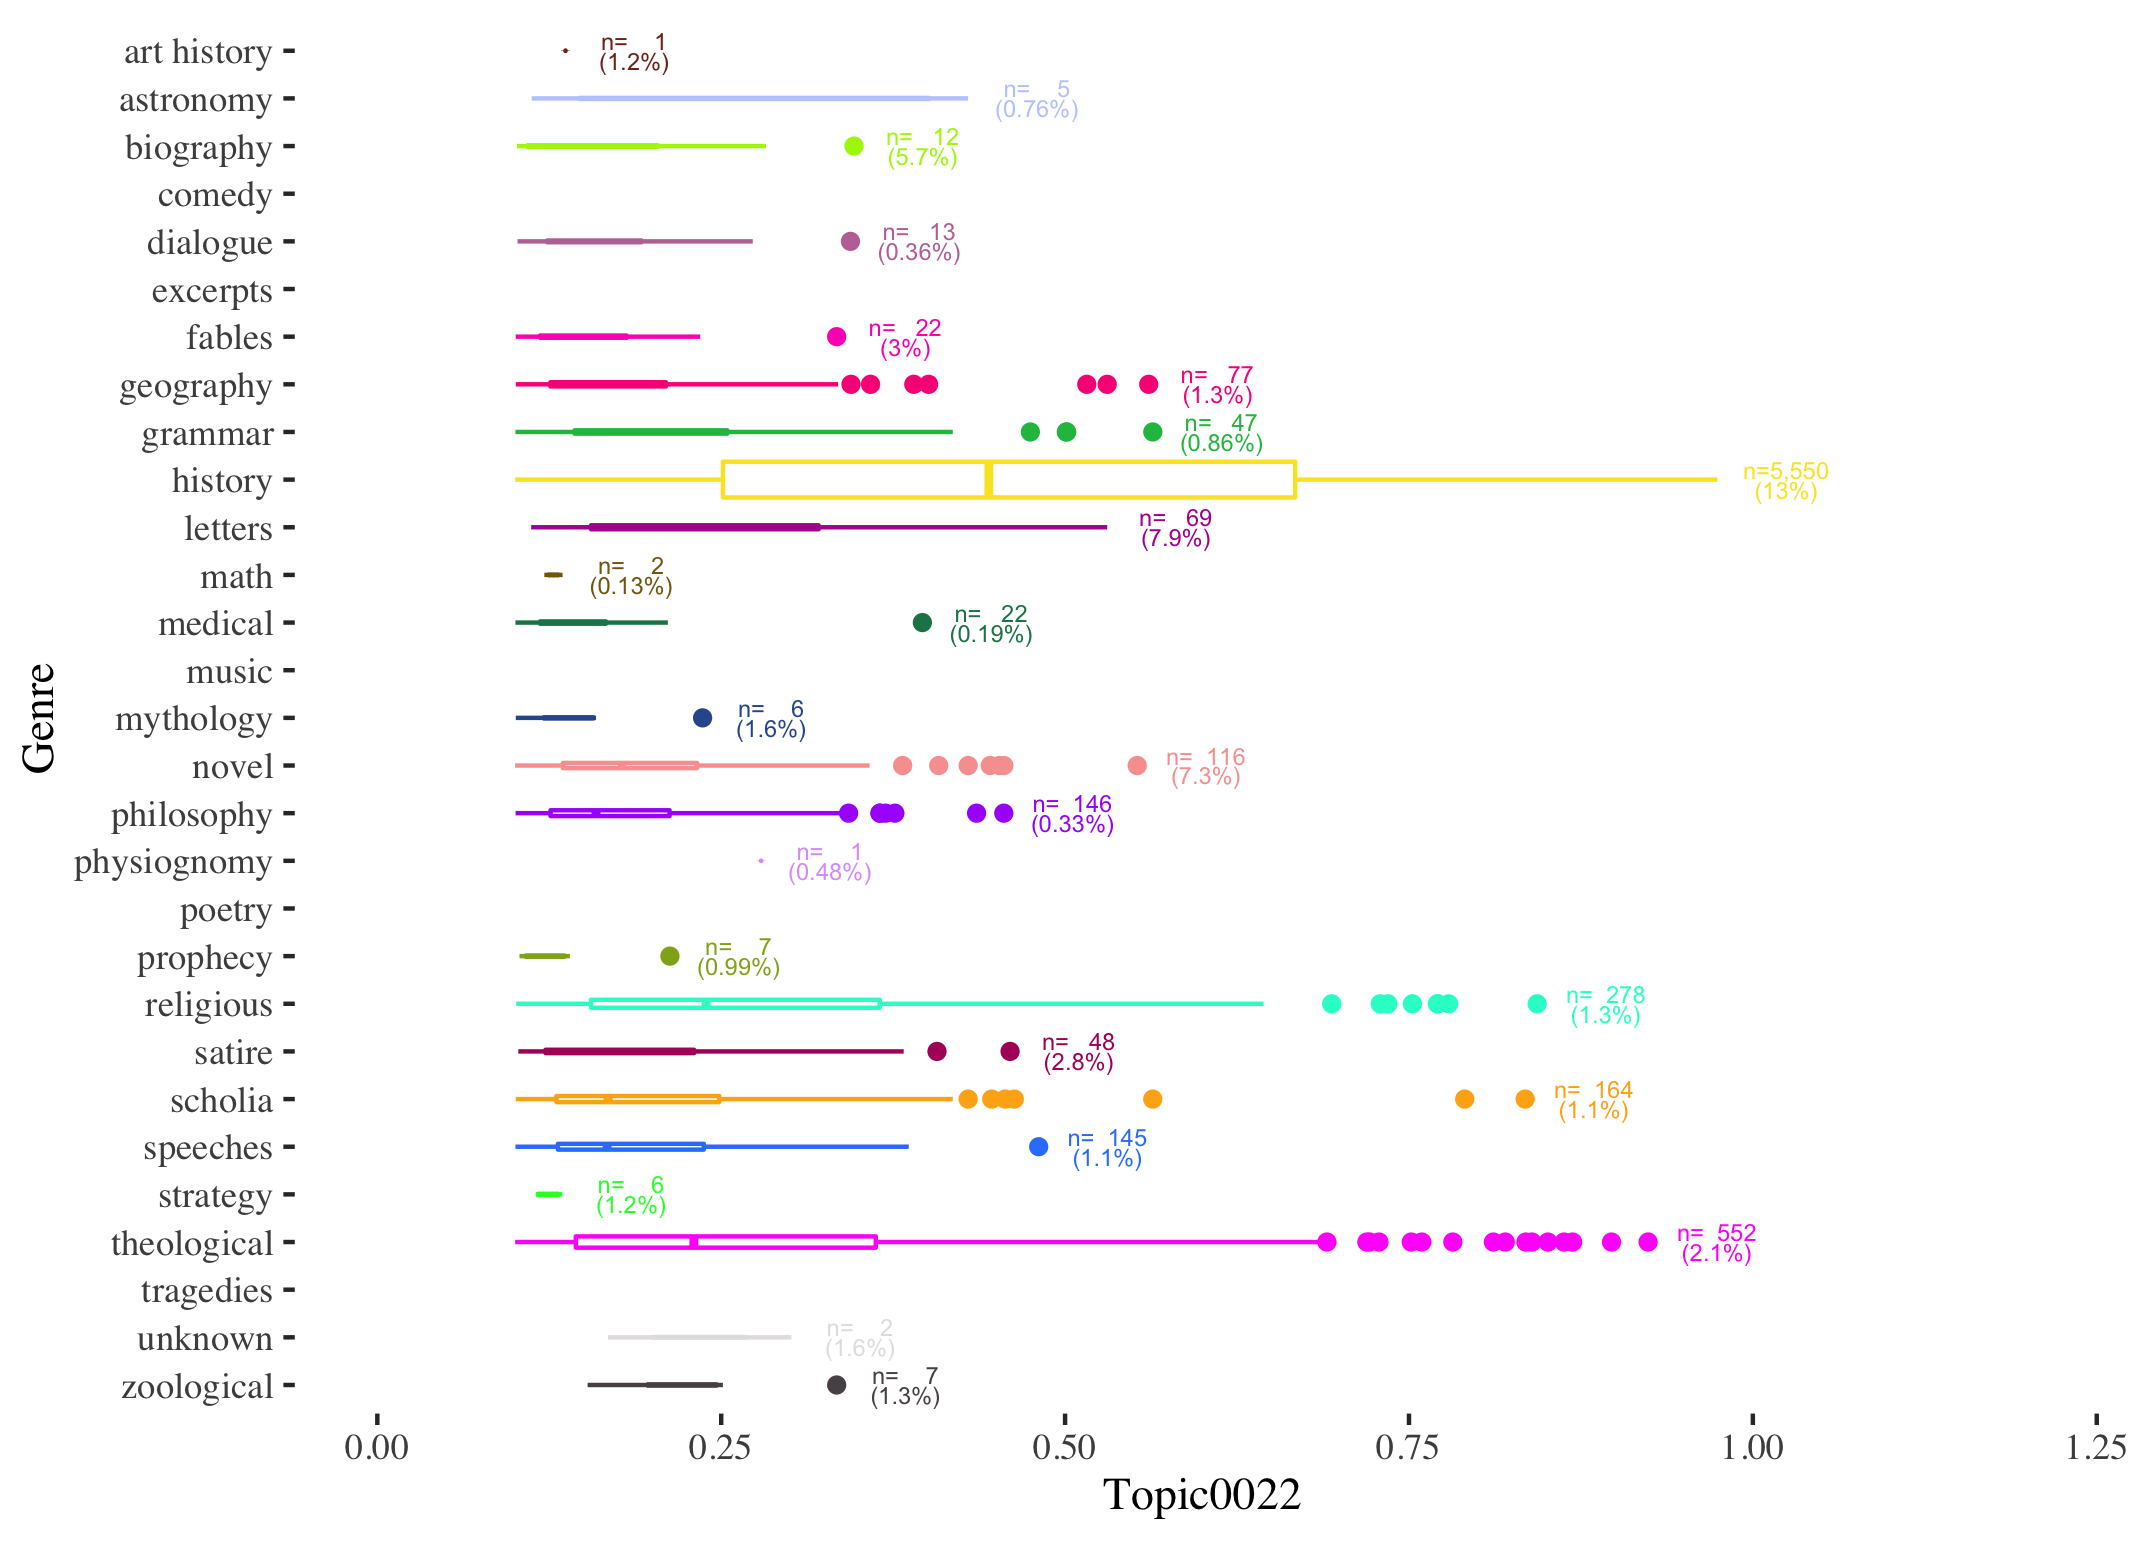 art history
n= 1
(1.2%)
astronomy
n= 5
(0.76%)
biography
n= 12
(5.7%)
comedy
dialogue
n= 13
(0.36%)
excerpts
fables
n= 22
(3%)
geography
n= 77
(1.3%)
grammar
n= 47
(0.86%)
history
n=5,550
(13%)
letters
n= 69
(7.9%)
math
n= 2
(0.13%)
medical
n= 22
(0.19%)
music
mythology
n= 6
(1.6%)
novel
n= 116
(7.3%)
philosophy
n= 146
(0.33%)
physiognomy
n= 1
(0.48%)
poetry
prophecy
n= 7
(0.99%)
religious
n= 278
(1.3%)
satire
n= 48
(2.8%)
scholia
n= 164
(1.1%)
speeches
n= 145
(1.1%)
strategy
n= 6
(1.2%)
theological
n= 552
(2.1%)
tragedies
unknown
n= 2
(1.6%)
zoological
n= 7
(1.3%)
Genre
0.00 0.25 0.50 0.75 1.00 1.25
Topic0022